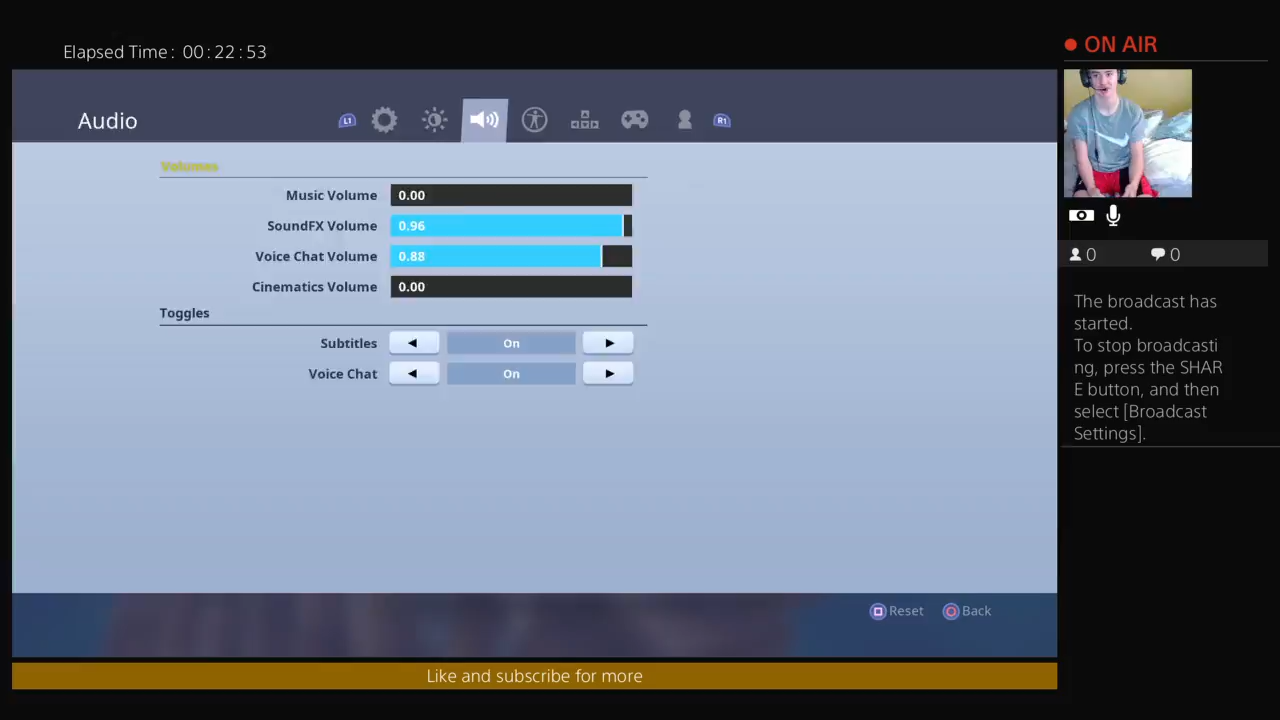 Elapsed Time: 00:22:53
ON AIR
Audio
L1
R1
Volumes
Music Volume 0.00
SoundFX Volume 0.96
Voice Chat Volume 0.88
Cinematics Volume 0.00
Toggles
Subtitles On
Voice Chat On
Reset Back
Like and subscribe for more
0 0
The broadcast has
started.
To stop broadcasti
ng, press the SHAR
E button, and then
select [Broadcast
Settings].